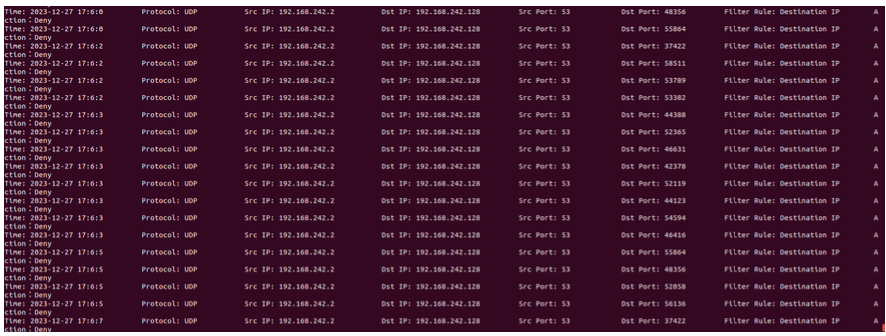 Time: 2023-12-27 17:6:0 Protocol: UDP Src IP: 192.168.242.2 Dst IP: 192.168.242.128 Src Port: 53 Dst Port: 48356 Filter Rule: Destination IP A
ction：Deny
Time: 2023-12-27 17:6:0 Protocol: UDP Src IP: 192.168.242.2 Dst IP: 192.168.242.128 Src Port: 53 Dst Port: 55864 Filter Rule: Destination IP A
ction：Deny
Time: 2023-12-27 17:6:2 Protocol: UDP Src IP: 192.168.242.2 Dst IP: 192.168.242.128 Src Port: 53 Dst Port: 37422 Filter Rule: Destination IP A
ction：Deny
Time: 2023-12-27 17:6:2 Protocol: UDP Src IP: 192.168.242.2 Dst IP: 192.168.242.128 Src Port: 53 Dst Port: 58511 Filter Rule: Destination IP A
ction：Deny
Time: 2023-12-27 17:6:2 Protocol: UDP Src IP: 192.168.242.2 Dst IP: 192.168.242.128 Src Port: 53 Dst Port: 53789 Filter Rule: Destination IP A
ction：Deny
Time: 2023-12-27 17:6:2 Protocol: UDP Src IP: 192.168.242.2 Dst IP: 192.168.242.128 Src Port: 53 Dst Port: 53382 Filter Rule: Destination IP A
ction：Deny
Time: 2023-12-27 17:6:3 Protocol: UDP Src IP: 192.168.242.2 Dst IP: 192.168.242.128 Src Port: 53 Dst Port: 44388 Filter Rule: Destination IP A
ction：Deny
Time: 2023-12-27 17:6:3 Protocol: UDP Src IP: 192.168.242.2 Dst IP: 192.168.242.128 Src Port: 53 Dst Port: 52365 Filter Rule: Destination IP A
ction：Deny
Time: 2023-12-27 17:6:3 Protocol: UDP Src IP: 192.168.242.2 Dst IP: 192.168.242.128 Src Port: 53 Dst Port: 46631 Filter Rule: Destination IP A
ction：Deny
Time: 2023-12-27 17:6:3 Protocol: UDP Src IP: 192.168.242.2 Dst IP: 192.168.242.128 Src Port: 53 Dst Port: 42378 Filter Rule: Destination IP A
ction：Deny
Time: 2023-12-27 17:6:3 Protocol: UDP Src IP: 192.168.242.2 Dst IP: 192.168.242.128 Src Port: 53 Dst Port: 52119 Filter Rule: Destination IP A
ction：Deny
Time: 2023-12-27 17:6:3 Protocol: UDP Src IP: 192.168.242.2 Dst IP: 192.168.242.128 Src Port: 53 Dst Port: 44123 Filter Rule: Destination IP A
ction：Deny
Time: 2023-12-27 17:6:3 Protocol: UDP Src IP: 192.168.242.2 Dst IP: 192.168.242.128 Src Port: 53 Dst Port: 54594 Filter Rule: Destination IP A
ction：Deny
Time: 2023-12-27 17:6:3 Protocol: UDP Src IP: 192.168.242.2 Dst IP: 192.168.242.128 Src Port: 53 Dst Port: 46416 Filter Rule: Destination IP A
ction：Deny
Time: 2023-12-27 17:6:5 Protocol: UDP Src IP: 192.168.242.2 Dst IP: 192.168.242.128 Src Port: 53 Dst Port: 55864 Filter Rule: Destination IP A
ction：Deny
Time: 2023-12-27 17:6:5 Protocol: UDP Src IP: 192.168.242.2 Dst IP: 192.168.242.128 Src Port: 53 Dst Port: 48356 Filter Rule: Destination IP A
ction：Deny
Time: 2023-12-27 17:6:5 Protocol: UDP Src IP: 192.168.242.2 Dst IP: 192.168.242.128 Src Port: 53 Dst Port: 52058 Filter Rule: Destination IP A
ction：Deny
Time: 2023-12-27 17:6:5 Protocol: UDP Src IP: 192.168.242.2 Dst IP: 192.168.242.128 Src Port: 53 Dst Port: 56136 Filter Rule: Destination IP A
ction：Deny
Time: 2023-12-27 17:6:7 Protocol: UDP Src IP: 192.168.242.2 Dst IP: 192.168.242.128 Src Port: 53 Dst Port: 37422 Filter Rule: Destination IP A
ction：Deny